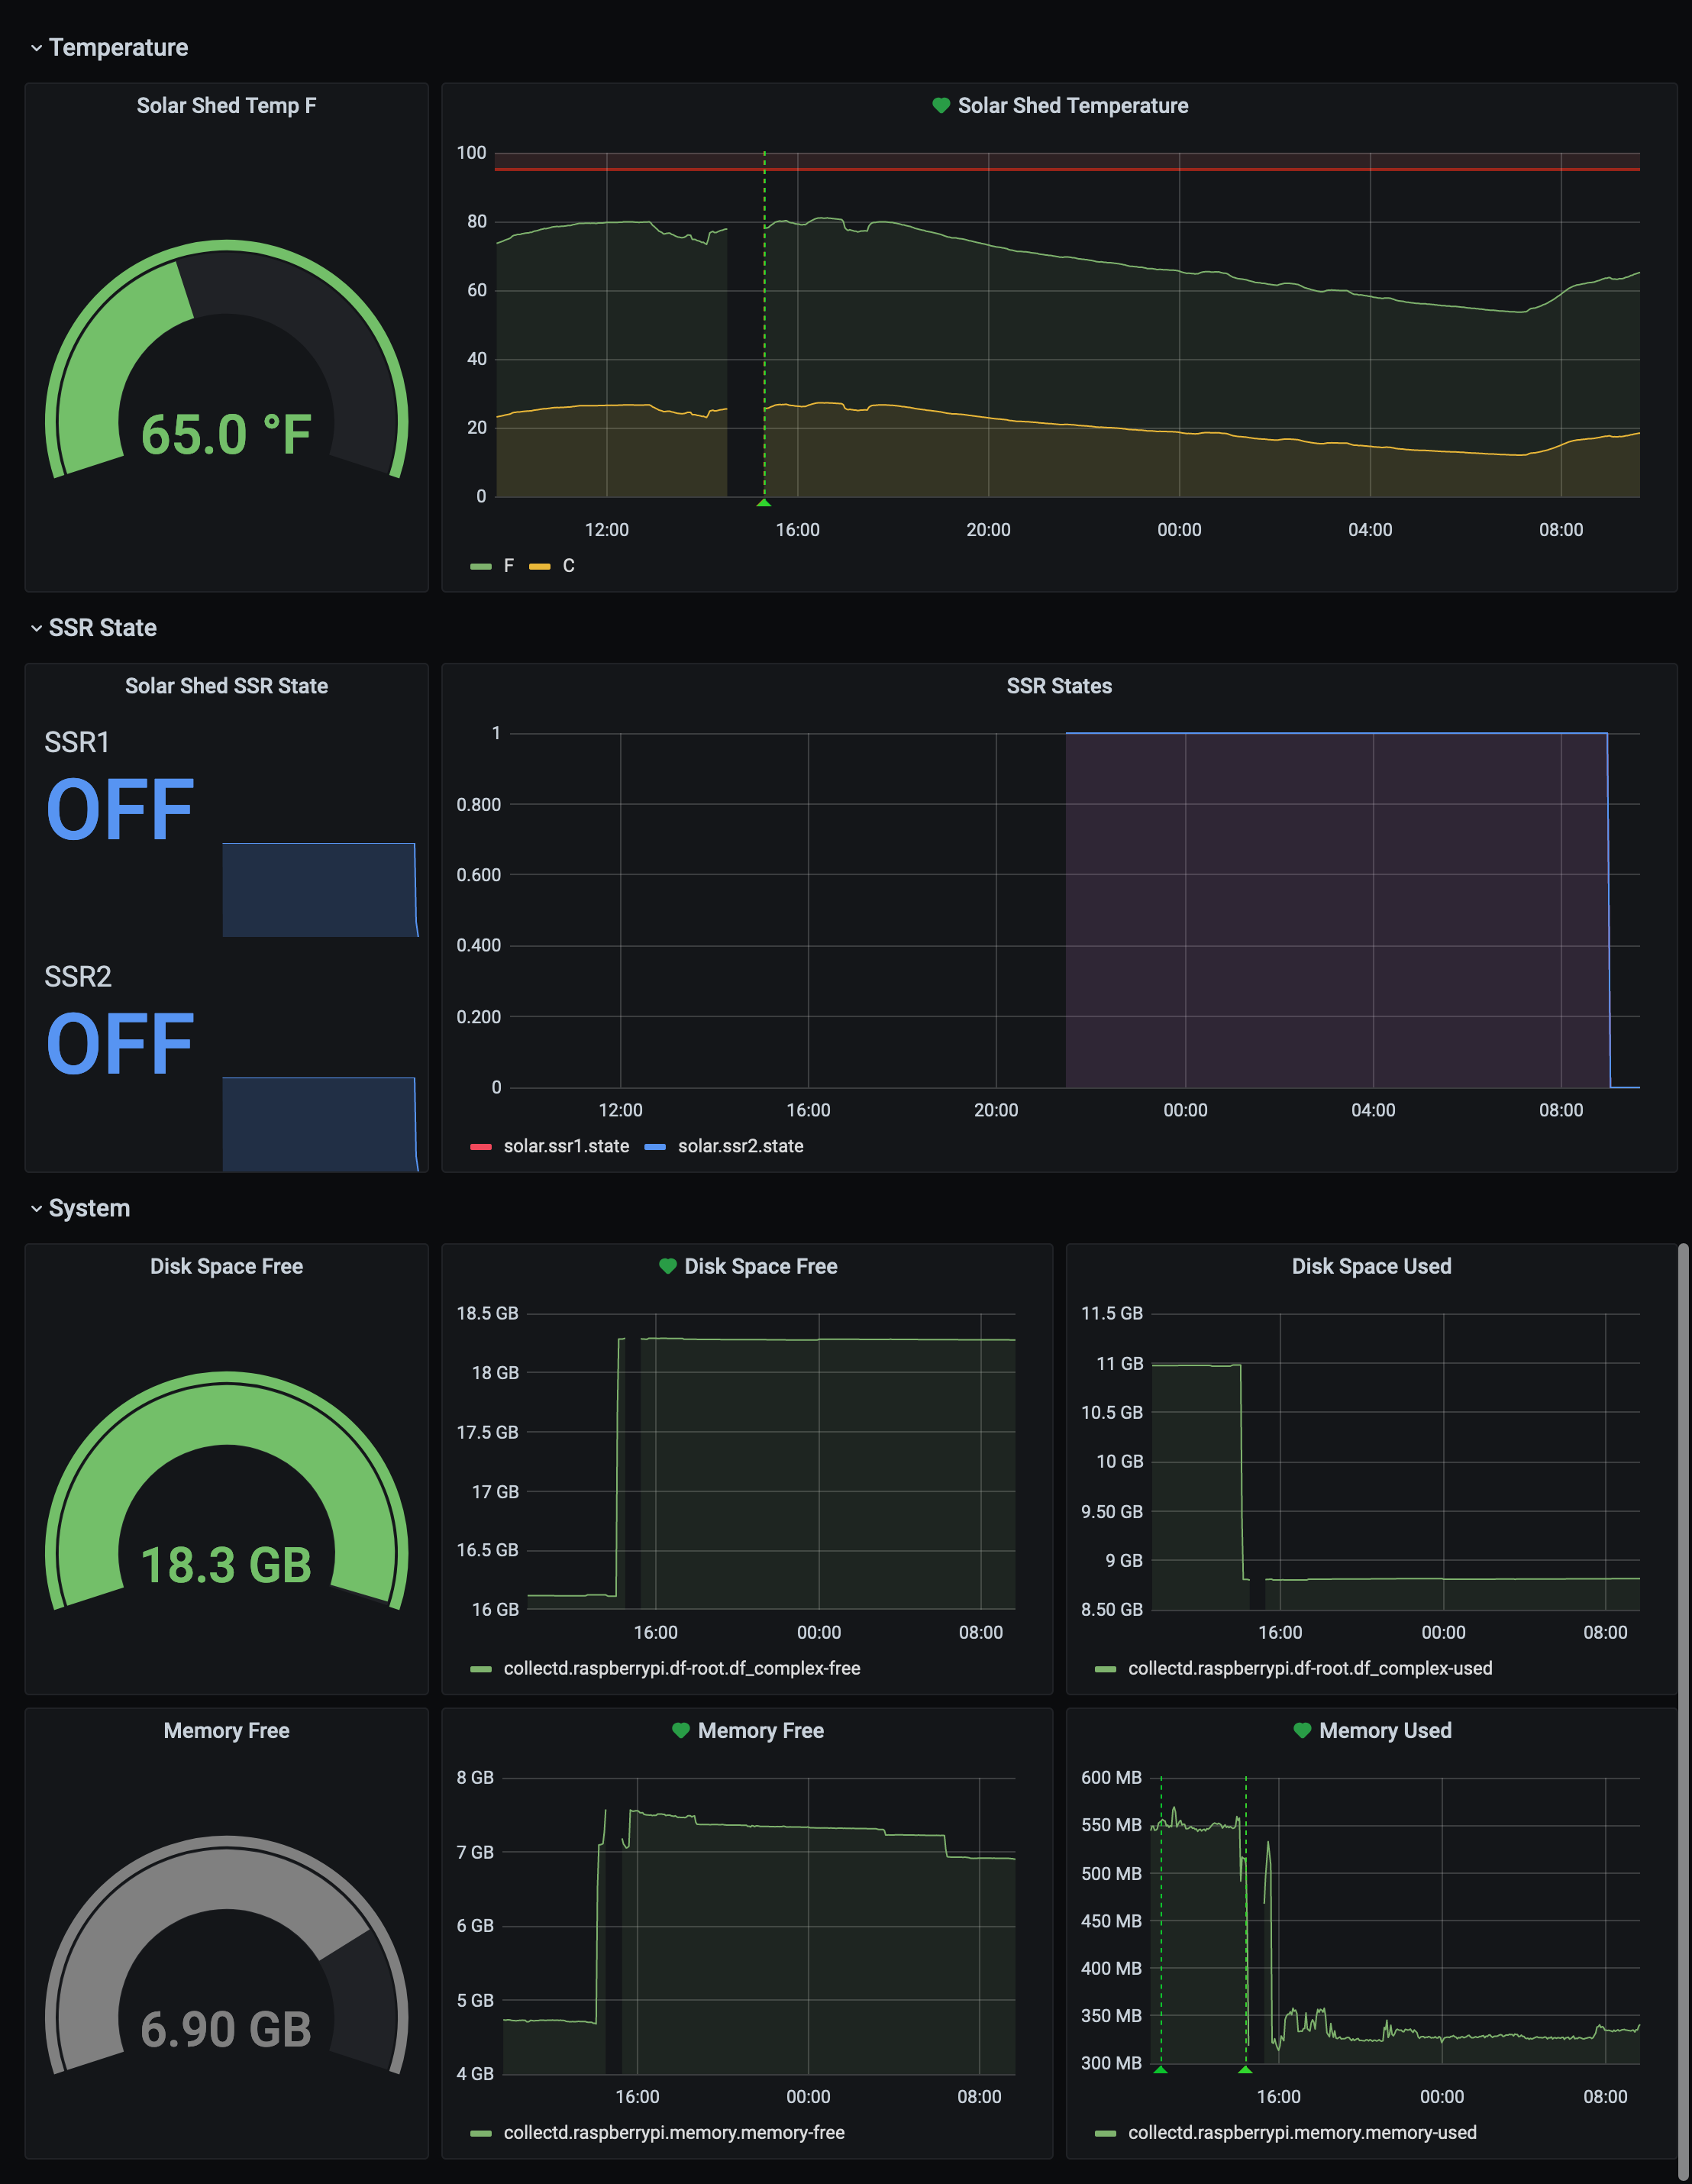 Temperature
Solar Shed Temp F
65.0 °F
Solar Shed Temperature
100
80
60
40
20
0
12:00 16:00 20:00 00:00 04:00 08:00
F C
SSR State
Solar Shed SSR State
SSR1
OFF
SSR2
OFF
SSR States
1
0.800
0.600
0.400
0.200
0
12:00 16:00 20:00 00:00 04:00 08:00
solar.ssr1.state solar.ssr2.state
System
Disk Space Free
18.3 GB
Disk Space Free
18.5 GB
18 GB
17.5 GB
17 GB
16.5 GB
16 GB
16:00 00:00 08:00
collectd.raspberrypi.df-root.df_complex-free
Disk Space Used
11.5 GB
11 GB
10.5 GB
10 GB
9.50 GB
9 GB
8.50 GB
16:00 00:00 08:00
collectd.raspberrypi.df-root.df_complex-used
Memory Free
6.90 GB
Memory Free
8 GB
7 GB
6 GB
5 GB
4 GB
16:00 00:00 08:00
collectd.raspberrypi.memory.memory-free
Memory Used
600 MB
550 MB
500 MB
450 MB
400 MB
350 MB
300 MB
16:00 00:00 08:00
collectd.raspberrypi.memory.memory-used